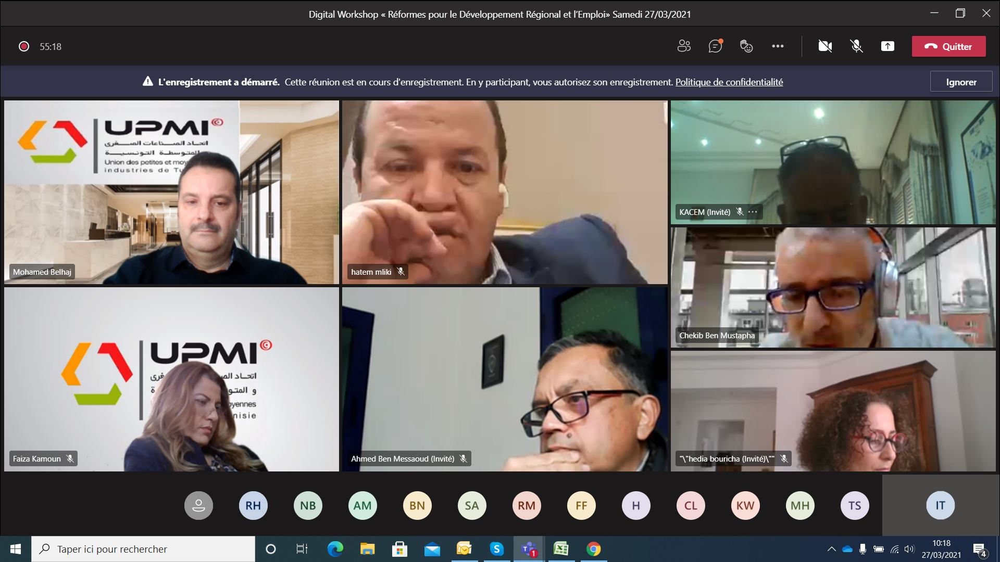 Digital Workshop « Réformes pour le Développement Régional et l’Emploi» Samedi 27/03/2021
55:18
Quitter
L'enregistrement a démarré. Cette réunion est en cours d'enregistrement. En y participant, vous autorisez son enregistrement. Politique de confidentialité
Ignorer
UPMI
اتحاد الصناعات الصغرى
والمتوسطة التونسية
Union des petites et moy
industries de Tu
Mohamed Belhaj
hatem mliki
KACEM (Invité)
Chekib Ben Mustapha
UPMI
اتحاد الص
غرى
و المتو
ة
oyennes
nisie
Faiza Kamoun
Ahmed Ben Messaoud (Invité)
"\"hedia bouricha (Invité)\""
RH
NB
AM
BN
SA
RM
FF
H
CL
KW
MH
TS
IT
Taper ici pour rechercher
1
10:18
27/03/2021
4